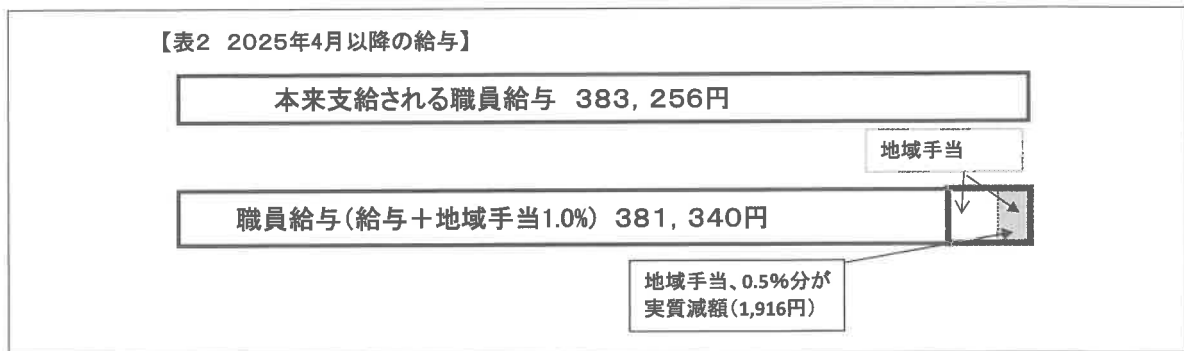 【表2 2025年4月以降の給与】
本来支給される職員給与 383,256円
地域手当
職員給与(給与＋地域手当1.0%) 381,340円
地域手当、0.5%分が
実質減額(1,916円)